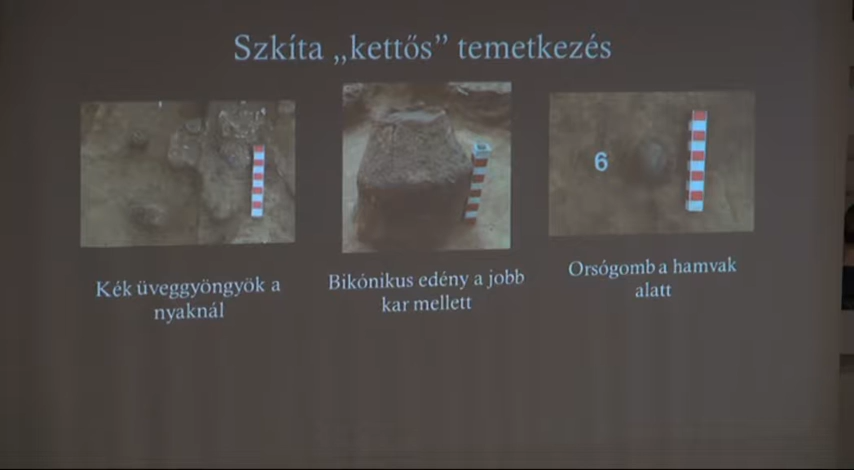 Szkíta „kettős” temetkezés
6
Kék üveggyöngyök a
nyaknál
Bikónikus edény a jobb
kar mellett
Orsógomb a hamvak
alatt